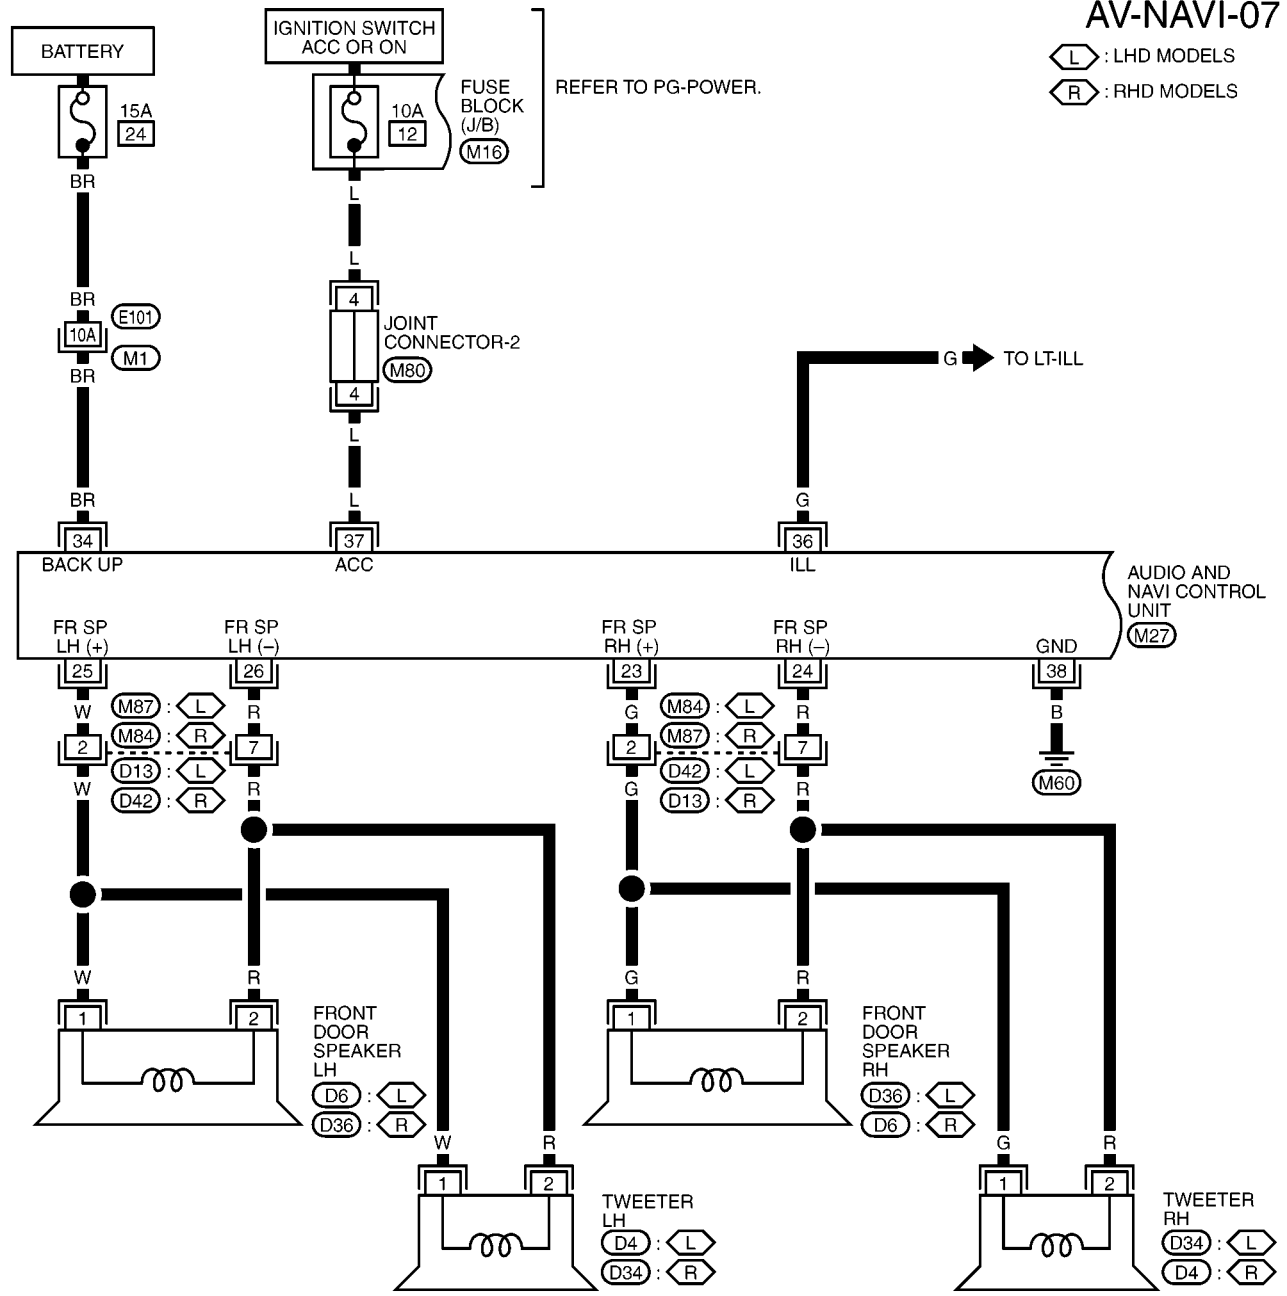 AV-NAVI-07
L : LHD MODELS
R : RHD MODELS
BATTERY
IGNITION SWITCH
ACC OR ON
15A
24
10A
12
FUSE
BLOCK
(J/B)
M16
REFER TO PG-POWER.
BR
L
BR
L
10A
E101
M1
BR
4
JOINT
CONNECTOR-2
M80
4
L
G
TO LT-ILL
BR
L
G
34
37
36
BACK UP
ACC
ILL
AUDIO AND
NAVI CONTROL
UNIT
M27
FR SP
LH (+)
FR SP
LH (–)
FR SP
RH (+)
FR SP
RH (–)
GND
25
26
23
24
38
W
M87 : L
R
G
M84 : L
R
B
M84 : R
M87 : R
2
7
2
7
D13 : L
D42 : L
M60
W
R
G
R
D42 : R
D13 : R
W
R
G
R
1
2
FRONT
DOOR
SPEAKER
LH
D6 : L
D36 : R
1
2
FRONT
DOOR
SPEAKER
RH
D36 : L
D6 : R
W
R
G
R
1
2
TWEETER
LH
D4 : L
D34 : R
1
2
TWEETER
RH
D34 : L
D4 : R